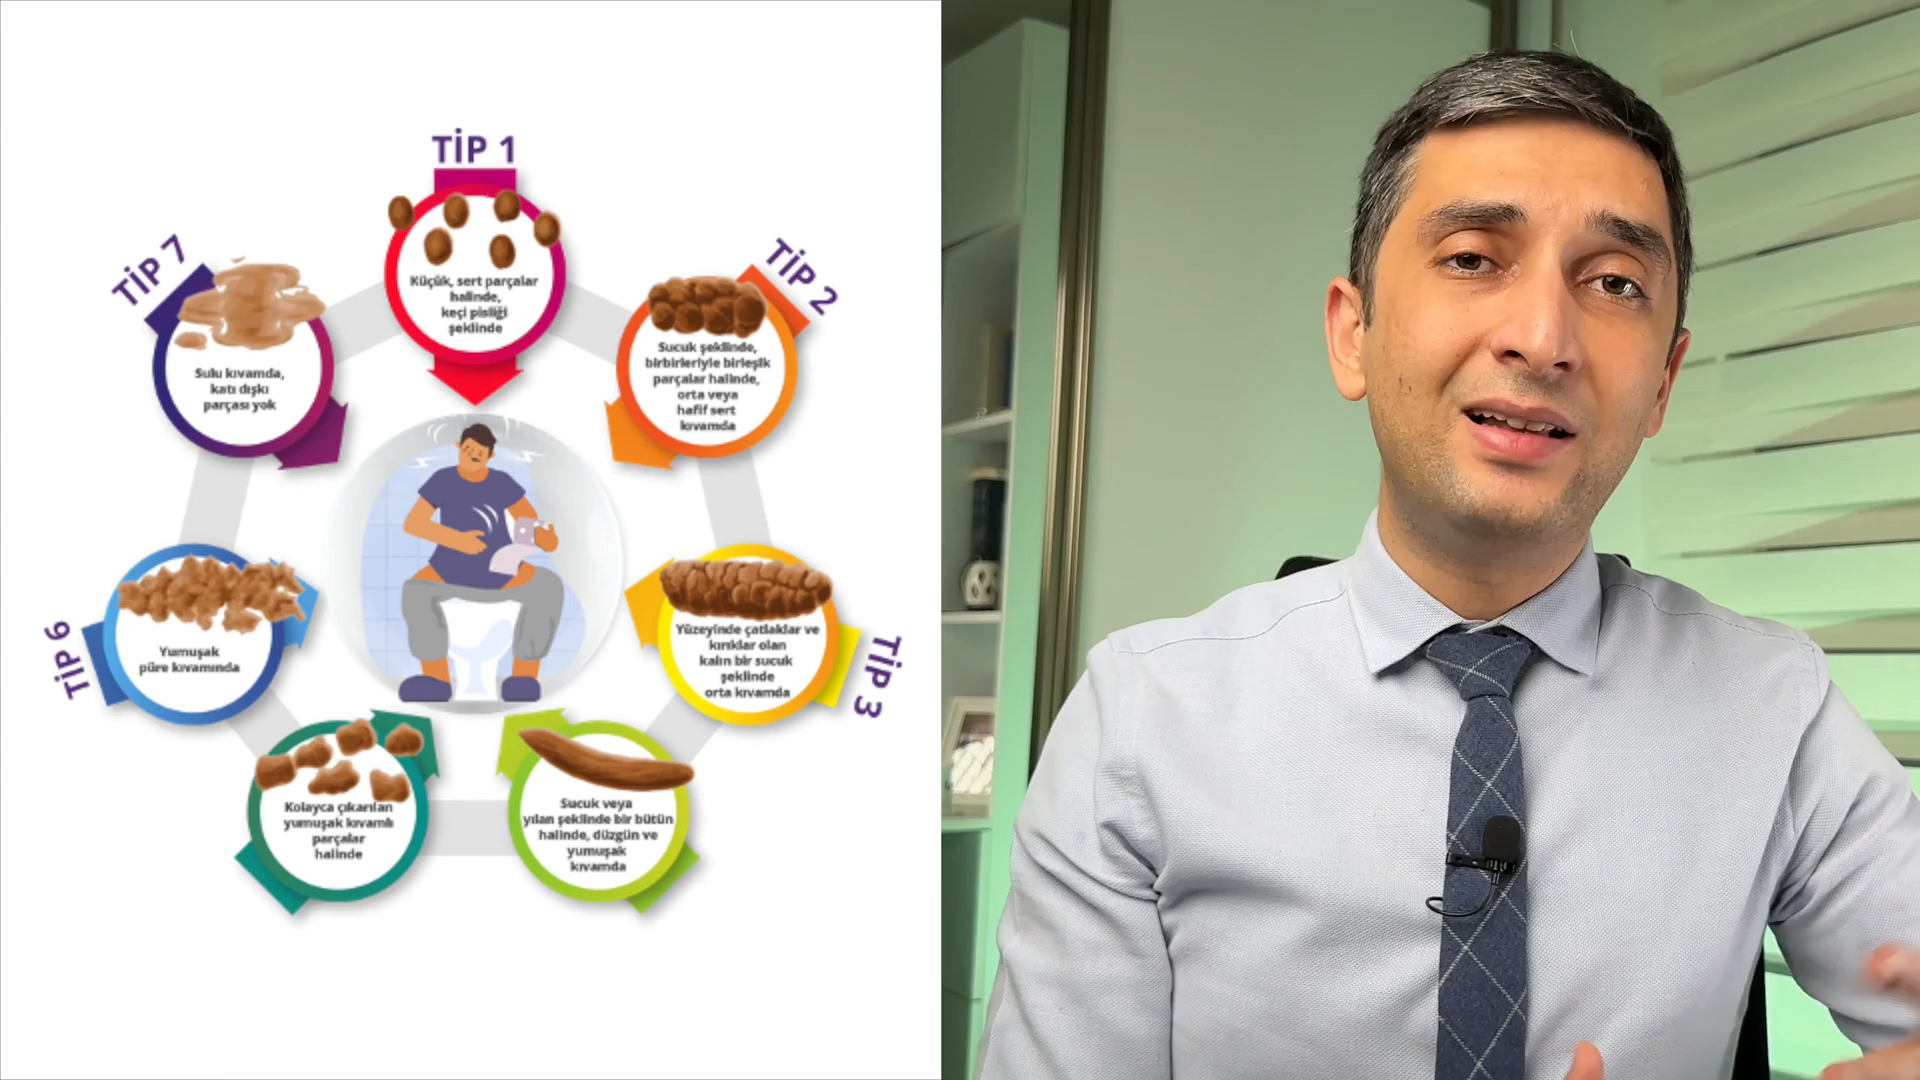 TİP 1
Küçük, sert parçalar
halinde,
keçi pisliği
şeklinde
TİP 2
Sucuk şeklinde,
birbirleriyle birleşik
parçalar halinde,
orta veya
hafif sert
kıvamda
TİP 3
Yüzeyinde çatlaklar ve
kırıklar olan
kalın bir sucuk
şeklinde
orta kıvamda
Sucuk veya
yılan şeklinde bir bütün
halinde, düzgün ve
yumuşak
kıvamda
Kolayca çıkarılan
yumuşak kıvamlı
parçalar
halinde
TİP 6
Yumuşak
püre kıvamında
TİP 7
Sulu kıvamda,
katı dışkı
parçası yok